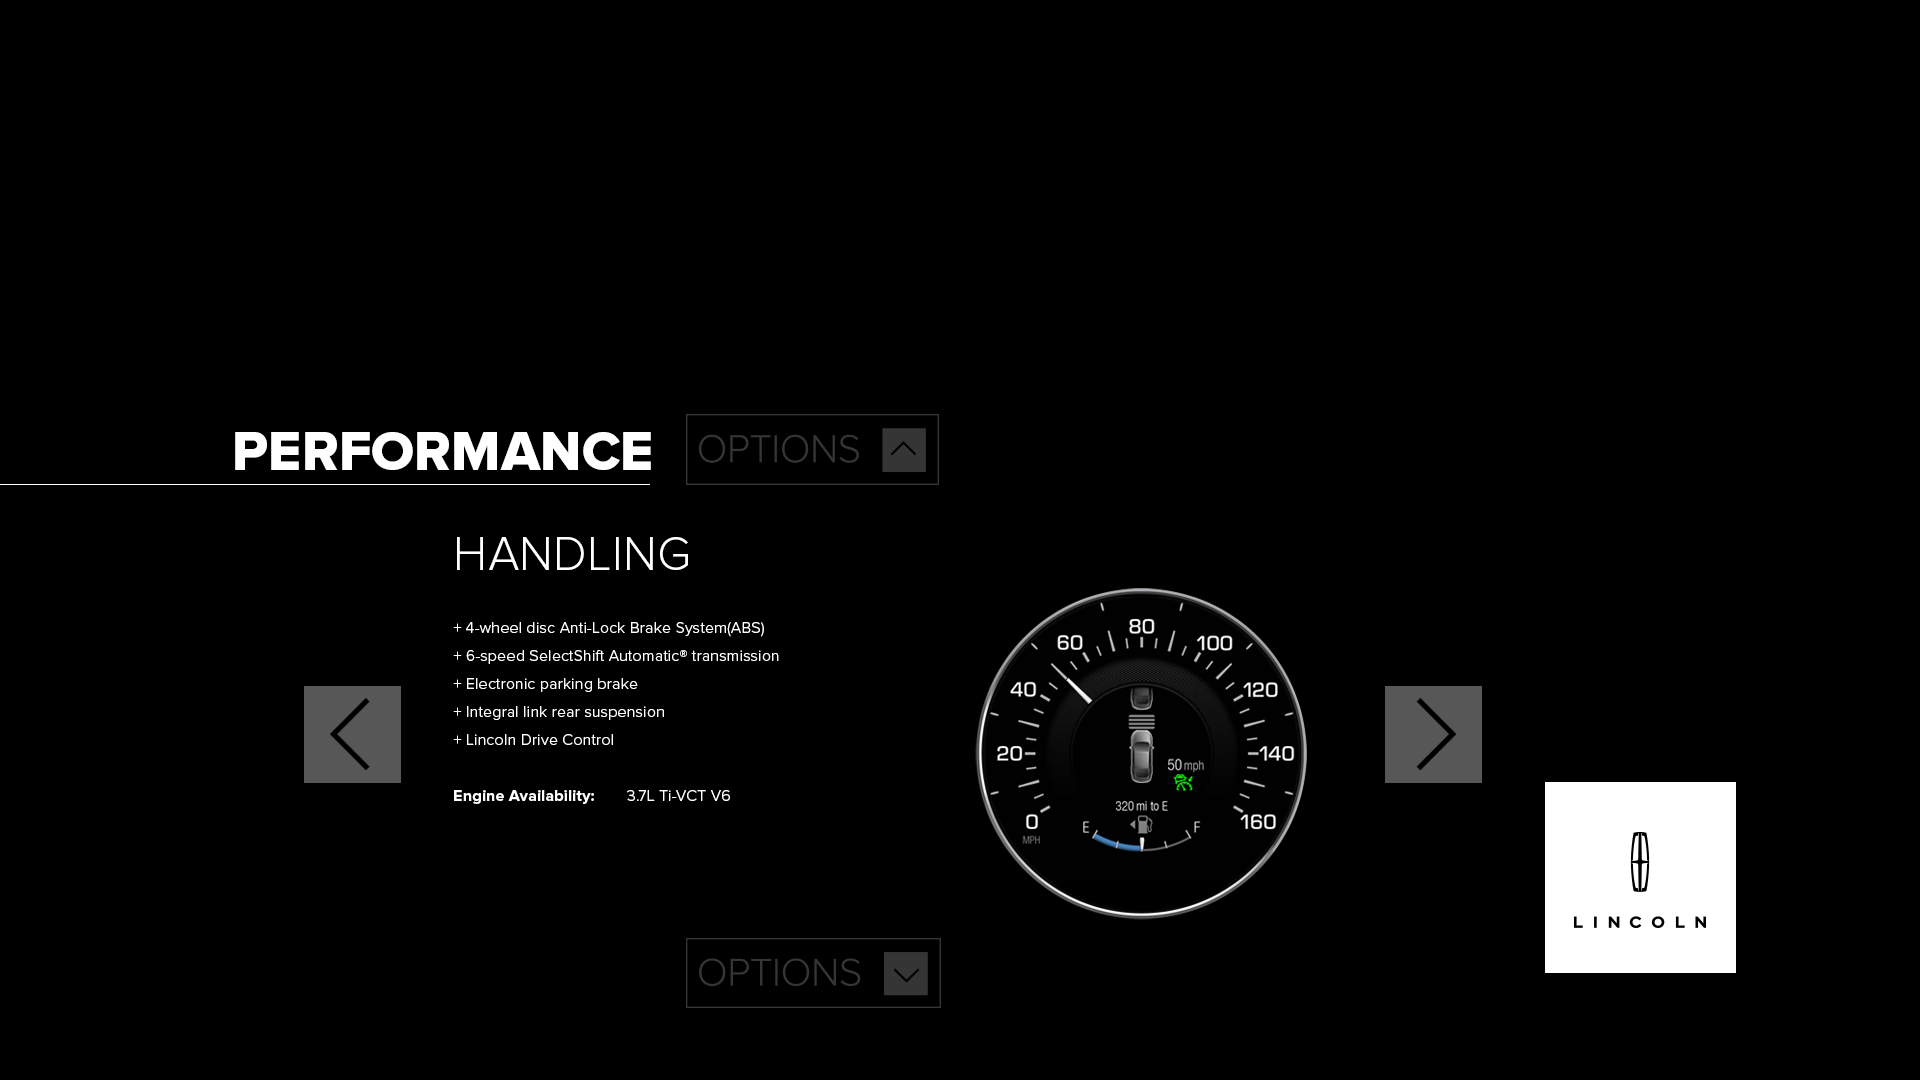 PERFORMANCE
OPTIONS
HANDLING
+ 4-wheel disc Anti-Lock Brake System(ABS)
+ 6-speed SelectShift Automatic® transmission
+ Electronic parking brake
+ Integral link rear suspension
+ Lincoln Drive Control
Engine Availability: 3.7L Ti-VCT V6
80
60 100
40 120
20 140
50 mph
320 mi to E
0 160
E F
MPH
LINCOLN
OPTIONS